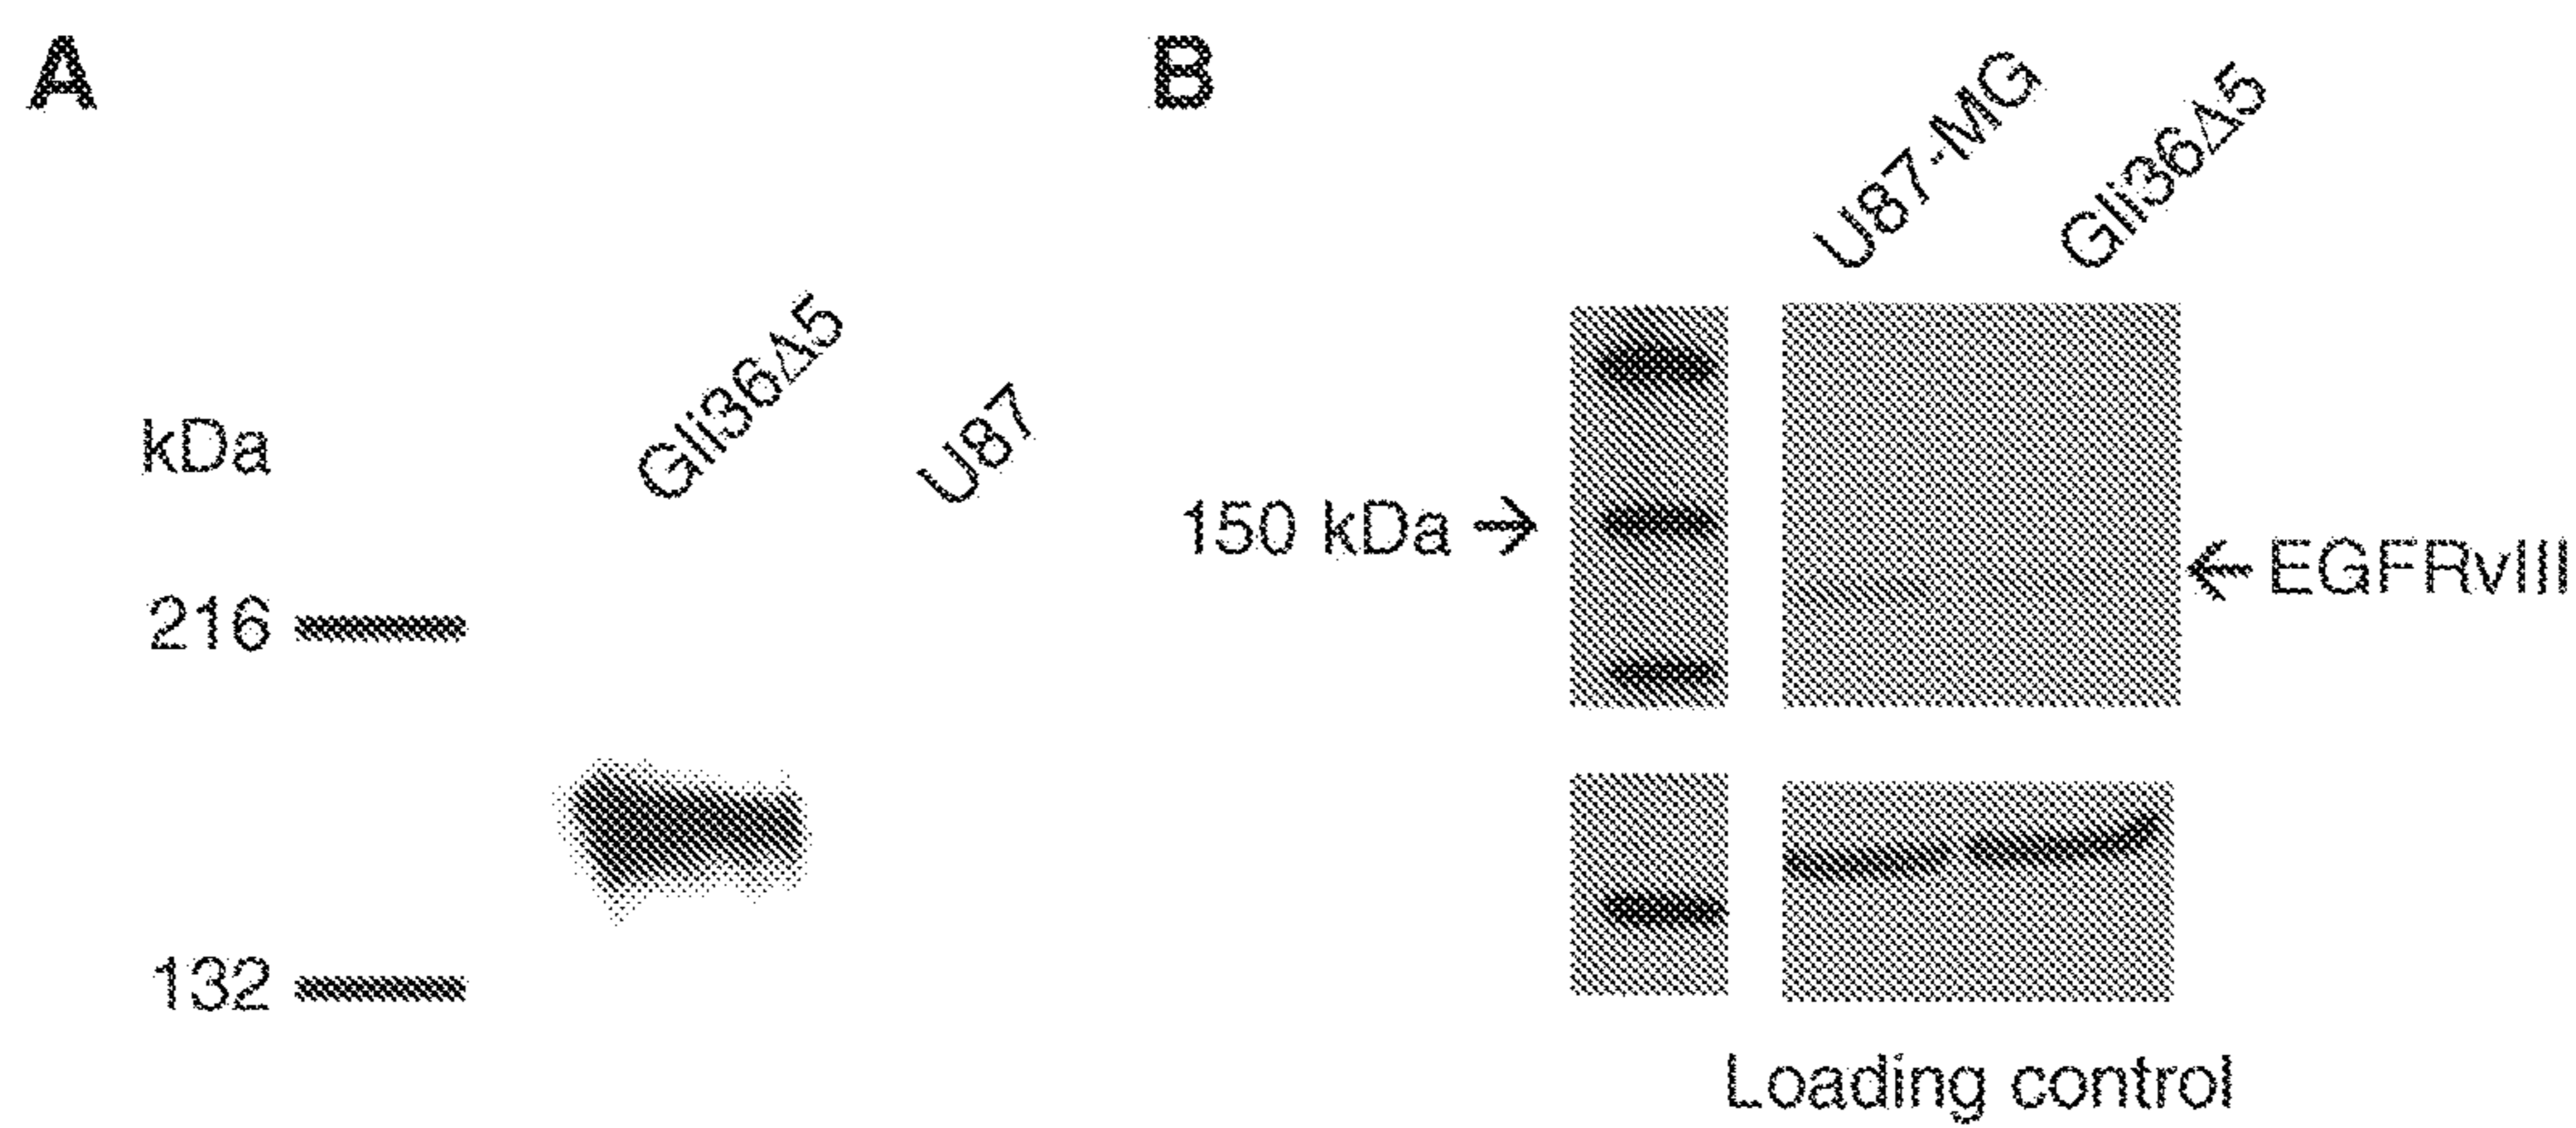 A
kDa
Gli36Δ5
U87
216
132
B
U87-MG
Gli36Δ5
150 kDa →
← EGFRvIII
Loading control